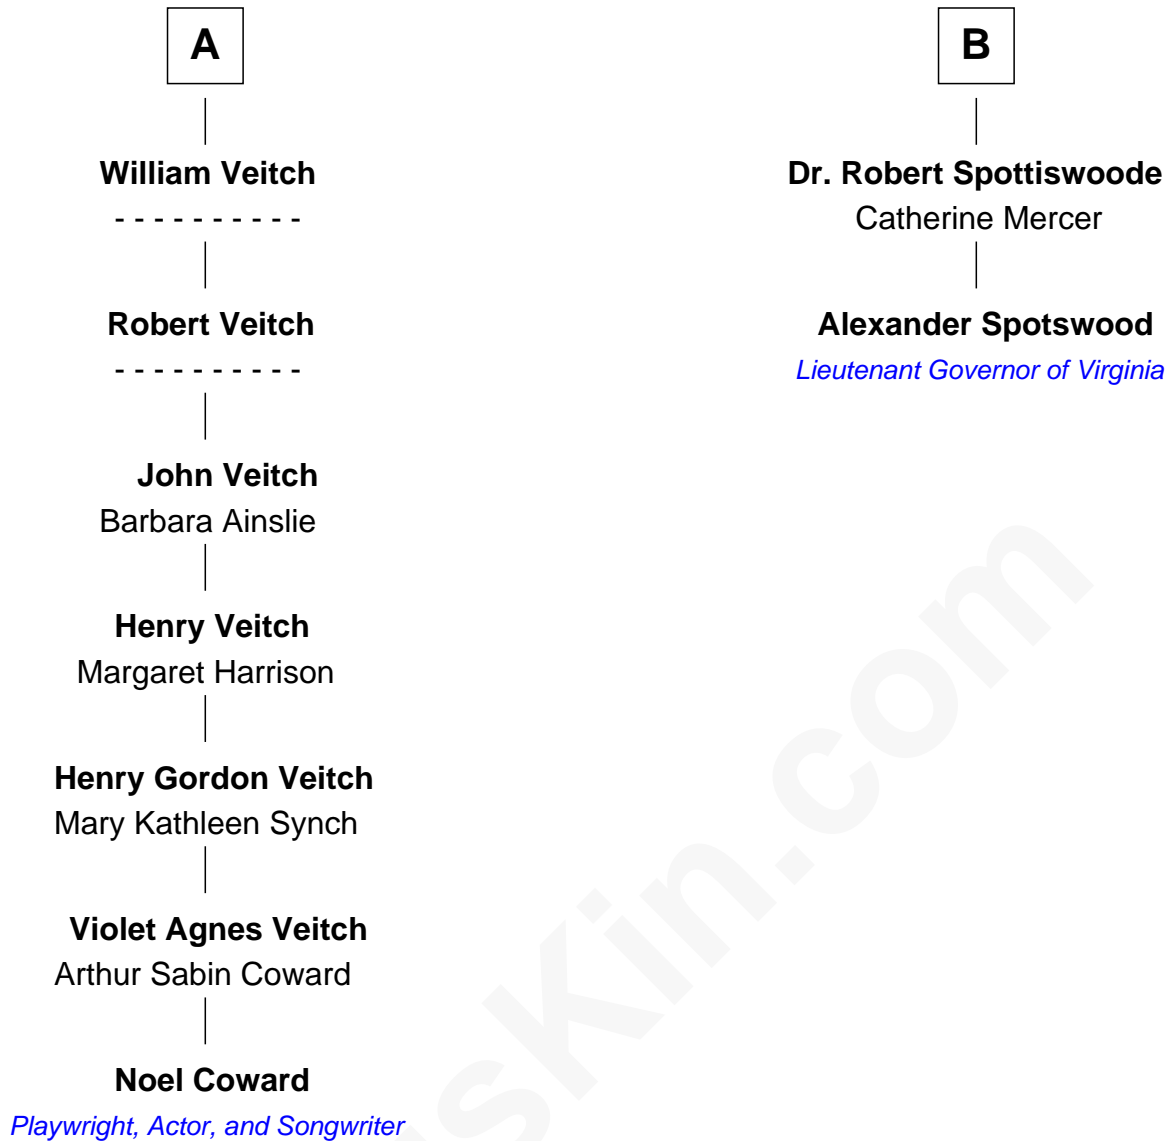 A
William Veitch
- - - - - - - - - -
Robert Veitch
- - - - - - - - - -
John Veitch
Barbara Ainslie
Henry Veitch
Margaret Harrison
Henry Gordon Veitch
Mary Kathleen Synch
Violet Agnes Veitch
Arthur Sabin Coward
Noel Coward
Playwright, Actor, and Songwriter
B
Dr. Robert Spottiswoode
Catherine Mercer
Alexander Spotswood
Lieutenant Governor of Virginia
sKin.com